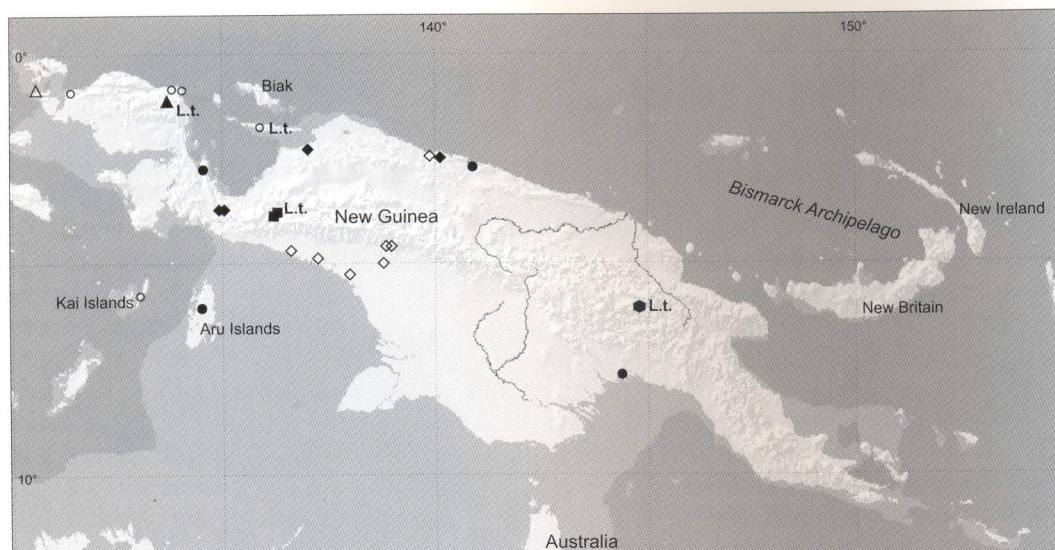 140°
150°
0°
Biak
L.t.
L.t.
L.t.
New Guinea
Bismarck Archipelago
New Ireland
Kai Islands
Aru Islands
L.t.
New Britain
10°
Australia